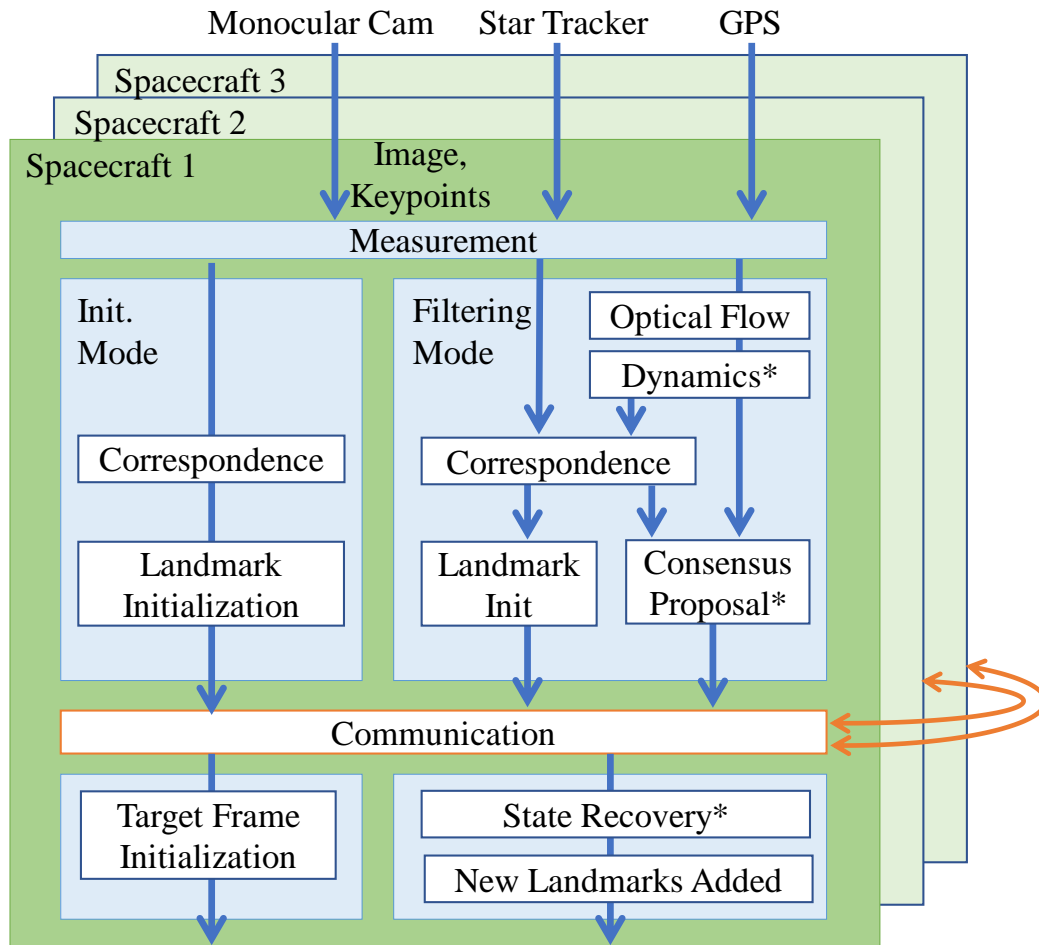 Monocular Cam
Star Tracker
GPS
Spacecraft 3
Spacecraft 2
Spacecraft 1
Image,
Keypoints
Measurement
Init.
Mode
Correspondence
Landmark
Initialization
Filtering
Mode
Optical Flow
Dynamics*
Correspondence
Landmark
Init
Consensus
Proposal*
Communication
Target Frame
Initialization
State Recovery*
New Landmarks Added